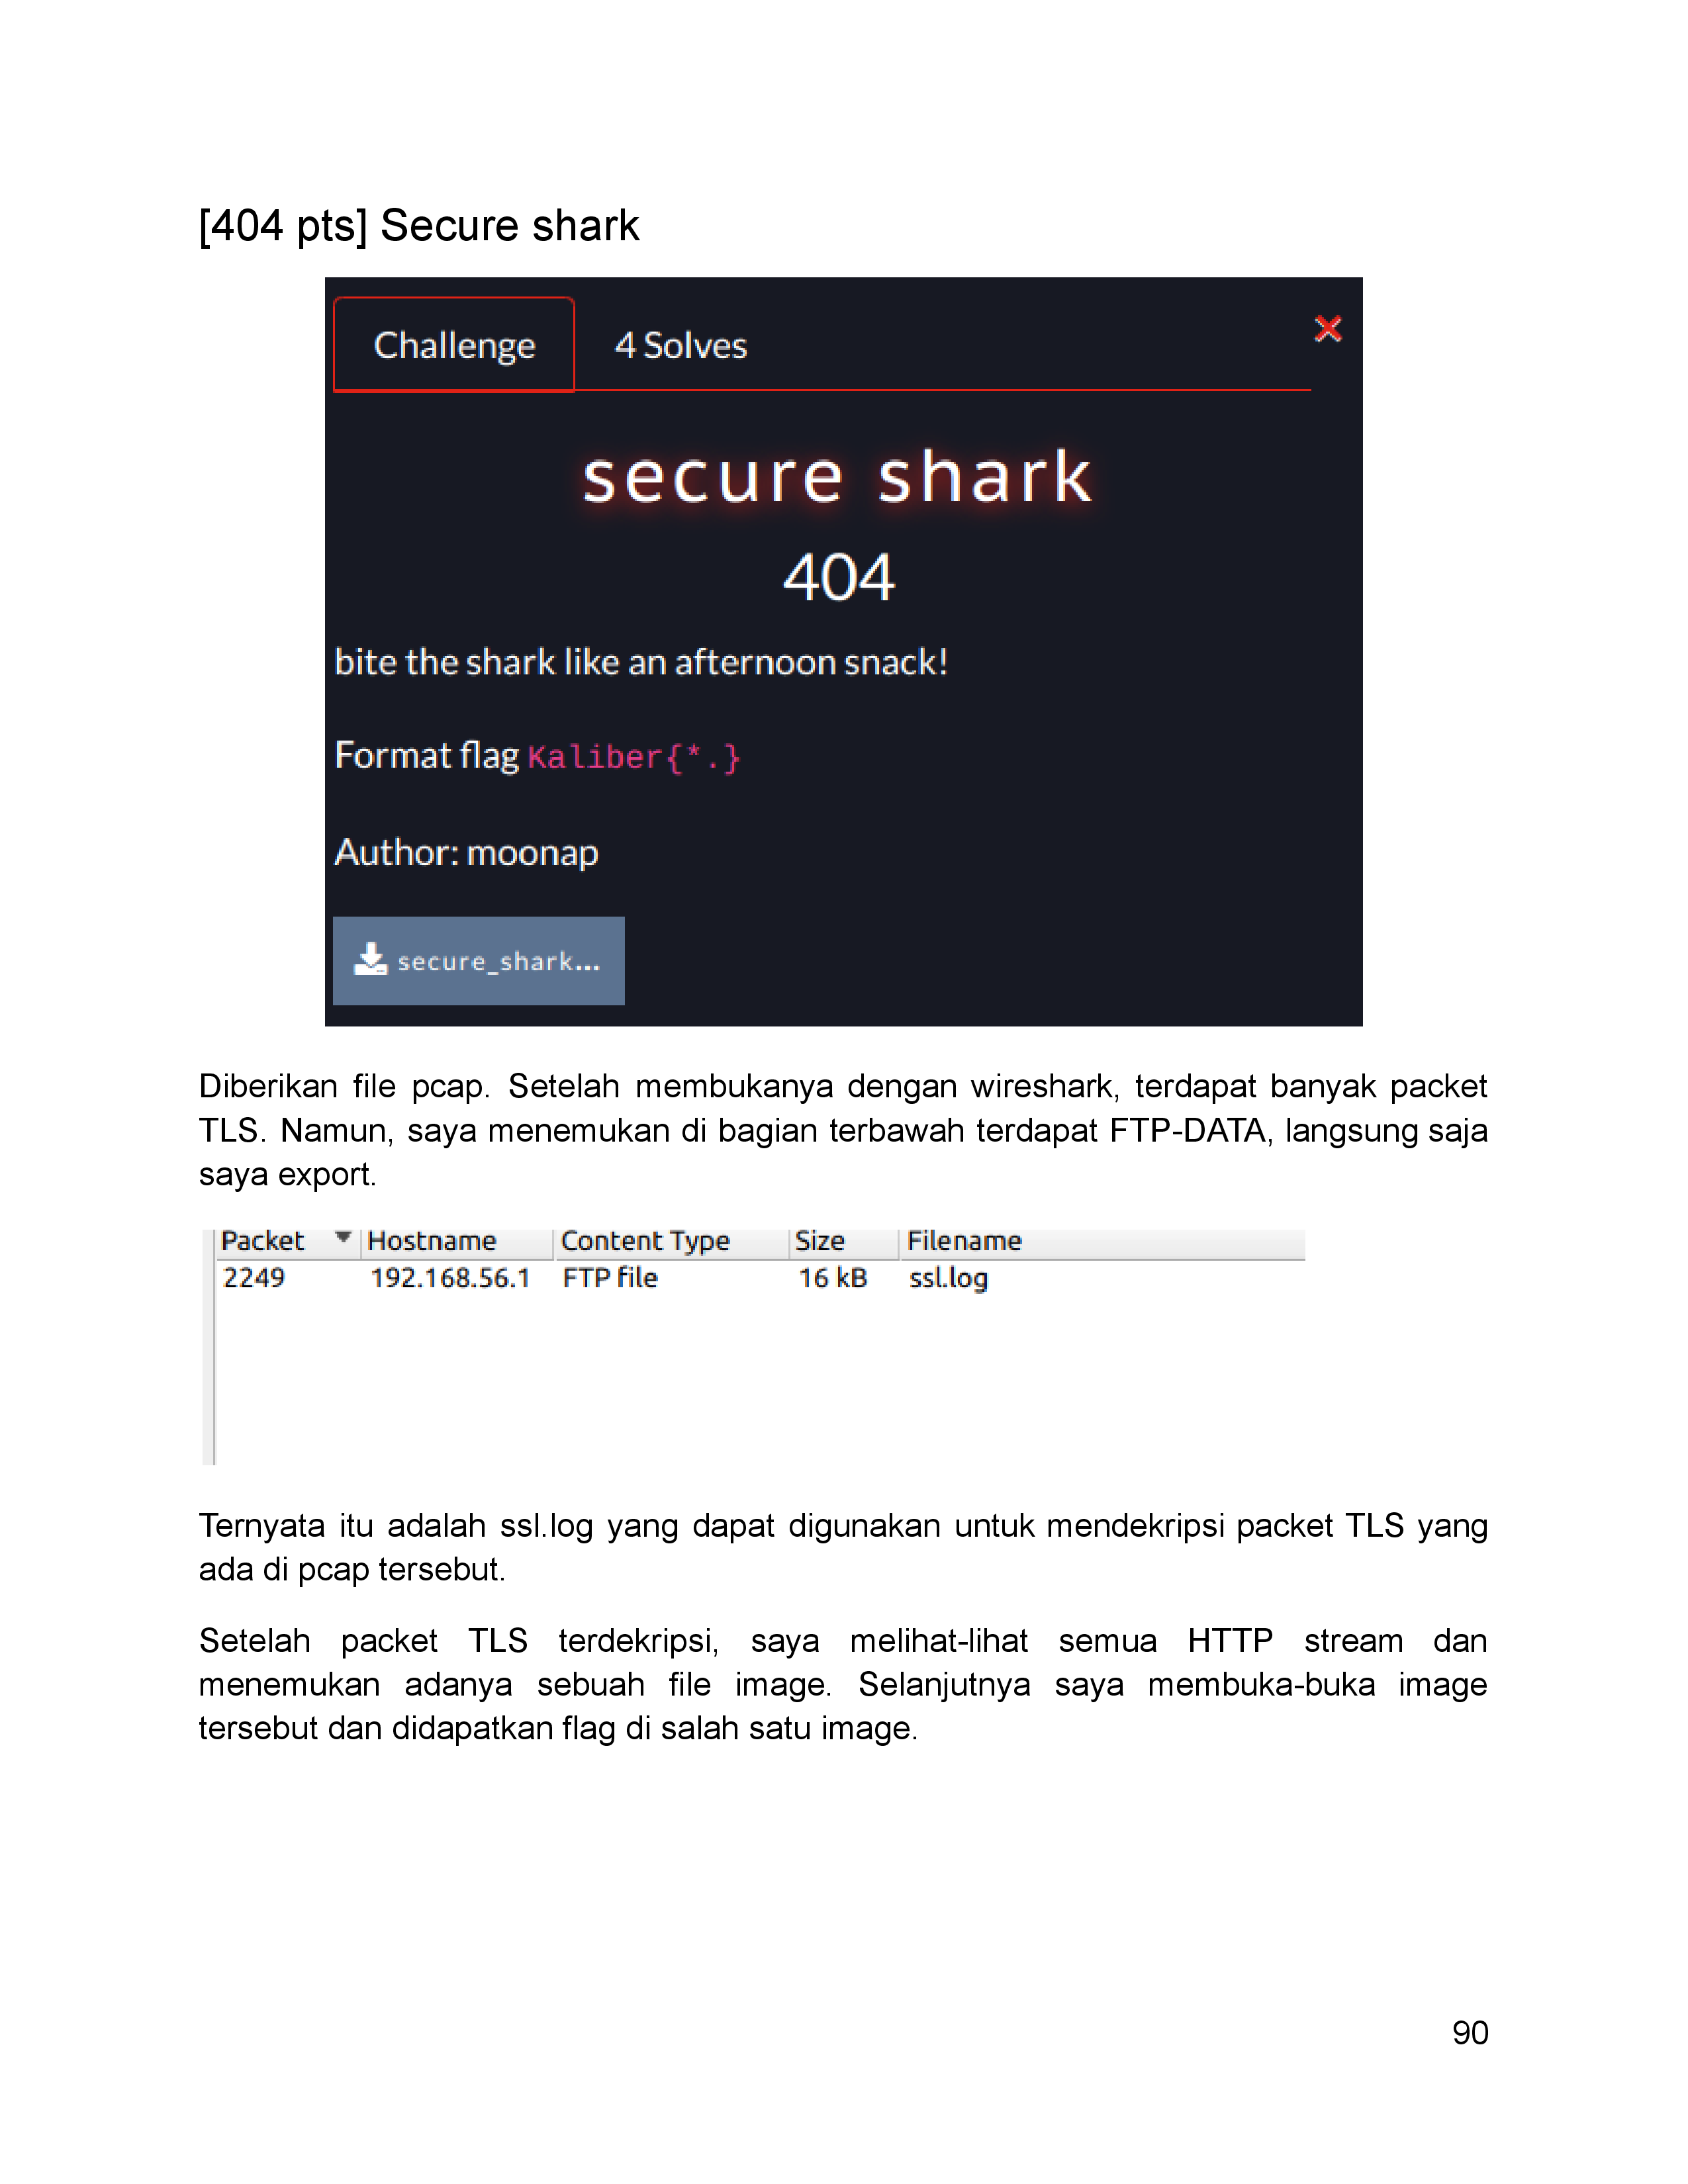 [404 pts] Secure shark
Challenge
4 Solves
secure shark
404
bite the shark like an afternoon snack!
Format flag Kaliber{*.}
Author: moonap
secure_shark...
Diberikan file pcap. Setelah membukanya dengan wireshark, terdapat banyak packet
TLS. Namun, saya menemukan di bagian terbawah terdapat FTP-DATA, langsung saja
saya export.
Packet Hostname Content Type Size Filename
2249 192.168.56.1 FTP file 16 kB ssl.log
Ternyata itu adalah ssl.log yang dapat digunakan untuk mendekripsi packet TLS yang
ada di pcap tersebut.
Setelah packet TLS terdekripsi, saya melihat-lihat semua HTTP stream dan
menemukan adanya sebuah file image. Selanjutnya saya membuka-buka image
tersebut dan didapatkan flag di salah satu image.
90